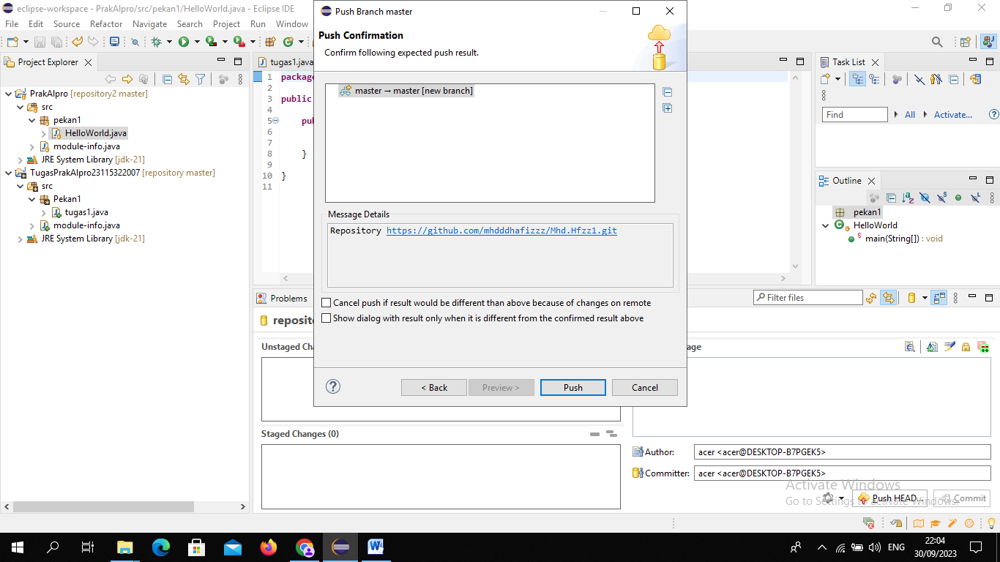 eclipse-workspace - PrakAlpro/src/pekan1/HelloWorld.java - Eclipse IDE
File Edit Source Refactor Navigate Search Project Run Window
Project Explorer
PrakAlpro [repository2 master]
src
pekan1
HelloWorld.java
module-info.java
JRE System Library [jdk-21]
TugasPrakAlpro23115322007 [repository master]
src
Pekan1
tugas1.java
module-info.java
JRE System Library [jdk-21]
tugas1.java
1 package
2
3 public
4
5 pub
6
7
8 }
9
10 }
11
Push Branch master
Push Confirmation
Confirm following expected push result.
master → master [new branch]
Message Details
Repository https://github.com/mhdddhafizzz/Mhd.Hfzz1.git
Cancel push if result would be different than above because of changes on remote
Show dialog with result only when it is different from the confirmed result above
< Back
Preview >
Push
Cancel
Task List
Find
All
Activate...
Outline
pekan1
HelloWorld
main(String[]) : void
Problems
Filter files
reposito
Unstaged Cha
age
Staged Changes (0)
Author: acer <acer@DESKTOP-B7PGEK5>
Committer: acer <acer@DESKTOP-B7PGEK5>
Activate Windows
Go to Settings to activate Windows.
Push HEAD...
Commit
ENG
22:04
30/09/2023